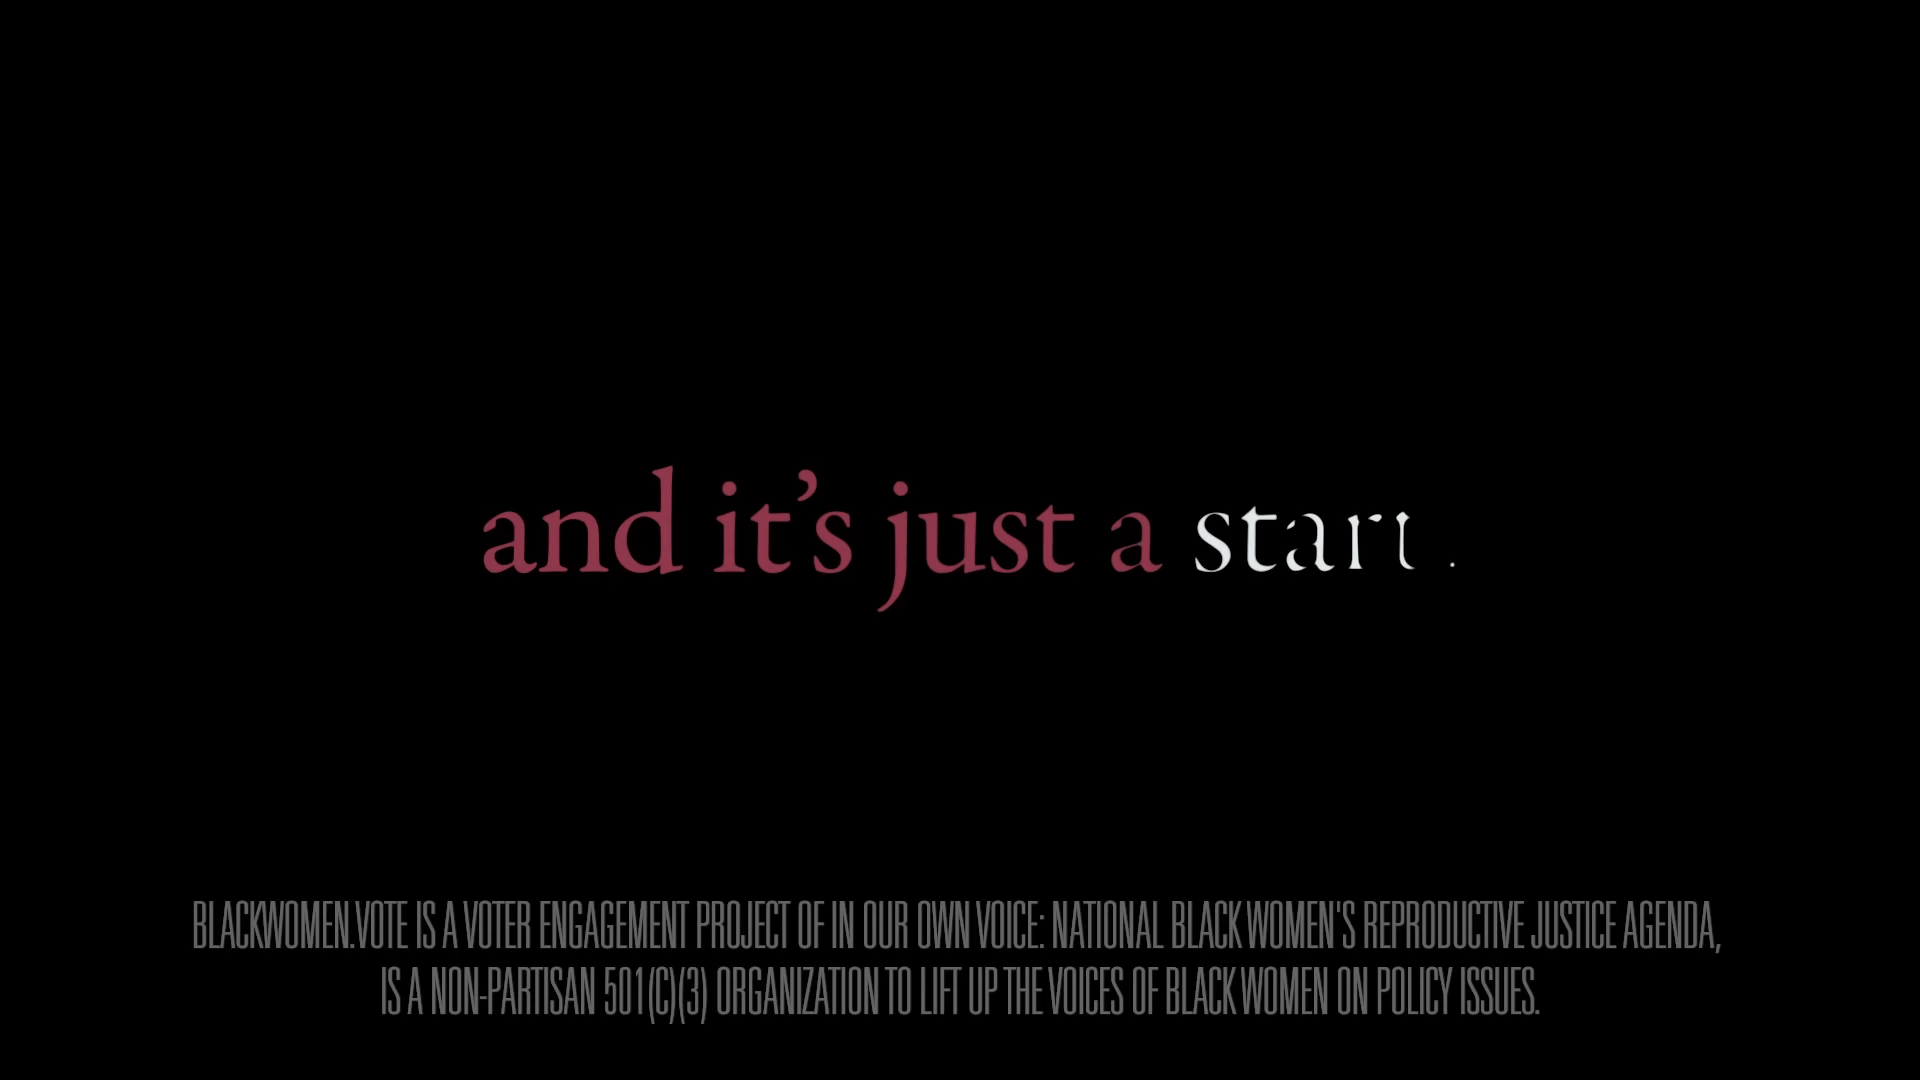 and it’s just a start.
BLACKWOMEN.VOTE IS A VOTER ENGAGEMENT PROJECT OF IN OUR OWN VOICE: NATIONAL BLACK WOMEN'S REPRODUCTIVE JUSTICE AGENDA,
IS A NON-PARTISAN 501(C)(3) ORGANIZATION TO LIFT UP THE VOICES OF BLACK WOMEN ON POLICY ISSUES.